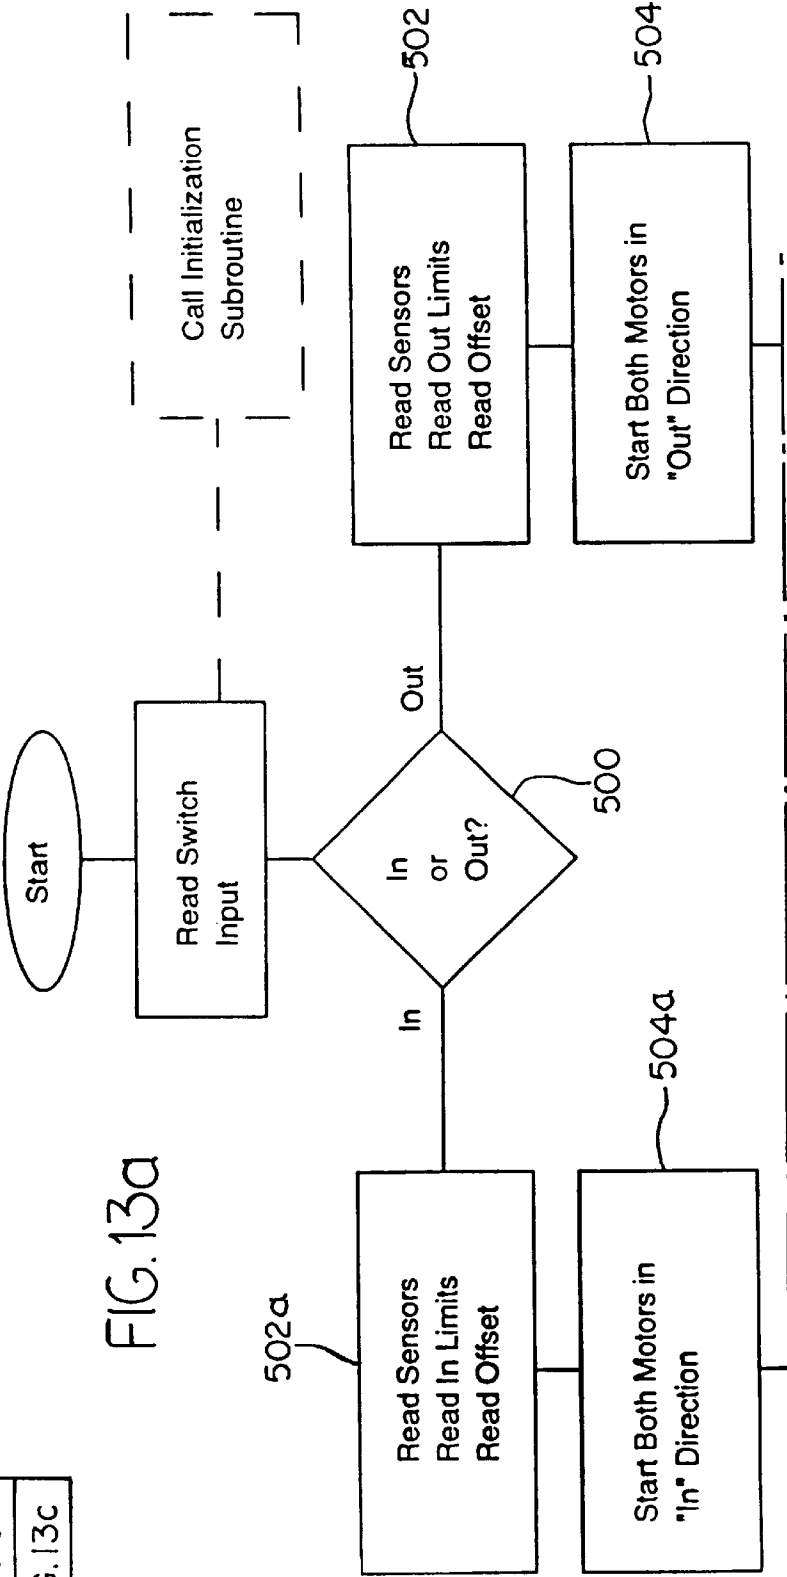 G.13c
FIG.13a
Start
Read Switch
Input
Call Initialization
Subroutine
In
or
Out?
500
In
Out
502a
Read Sensors
Read In Limits
Read Offset
502
Read Sensors
Read Out Limits
Read Offset
504a
Start Both Motors in
"In" Direction
504
Start Both Motors in
"Out" Direction